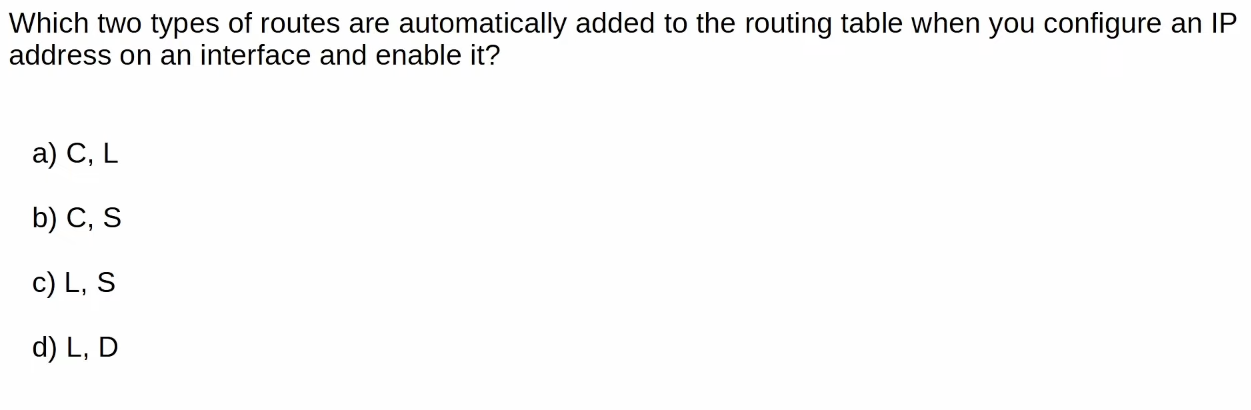 Which two types of routes are automatically added to the routing table when you configure an IP
address on an interface and enable it?
a) C, L
b) C, S
c) L, S
d) L, D